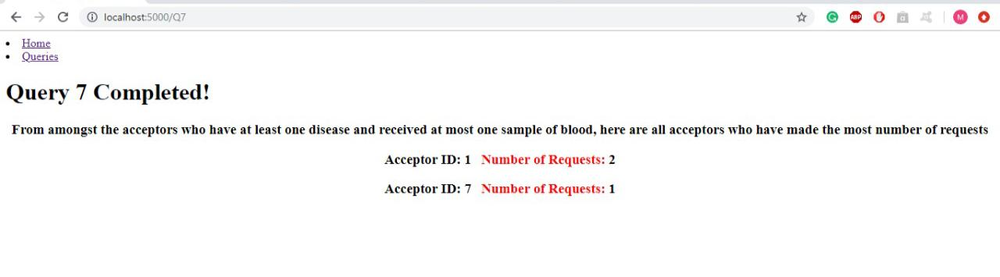 localhost:5000/Q7
ABP
a
M
Home
Queries
Query 7 Completed!
From amongst the acceptors who have at least one disease and received at most one sample of blood, here are all acceptors who have made the most number of requests
Acceptor ID: 1 Number of Requests: 2
Acceptor ID: 7 Number of Requests: 1